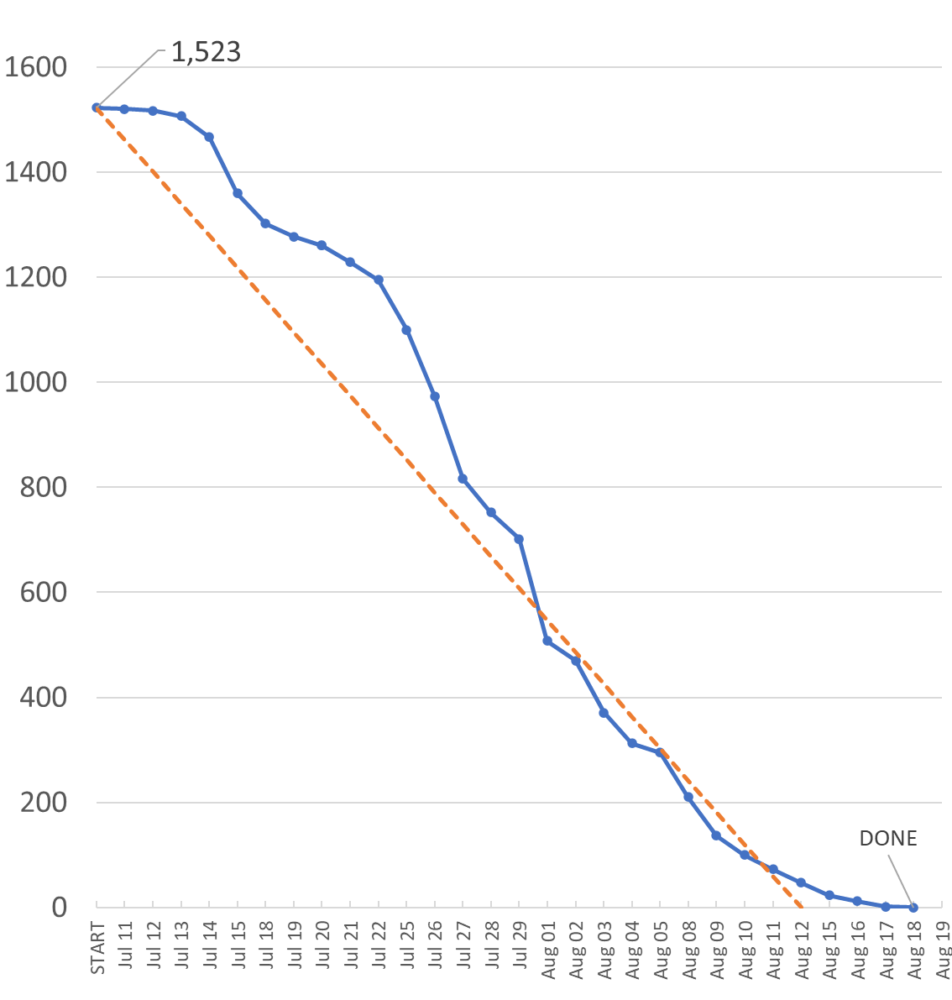 1,523
1600
1400
1200
1000
800
600
400
200
0
DONE
START
Jul 11
Jul 12
Jul 13
Jul 14
Jul 15
Jul 18
Jul 19
Jul 20
Jul 21
Jul 22
Jul 25
Jul 26
Jul 27
Jul 28
Jul 29
Aug 01
Aug 02
Aug 03
Aug 04
Aug 05
Aug 08
Aug 09
Aug 10
Aug 11
Aug 12
Aug 15
Aug 16
Aug 17
Aug 18
Aug 19